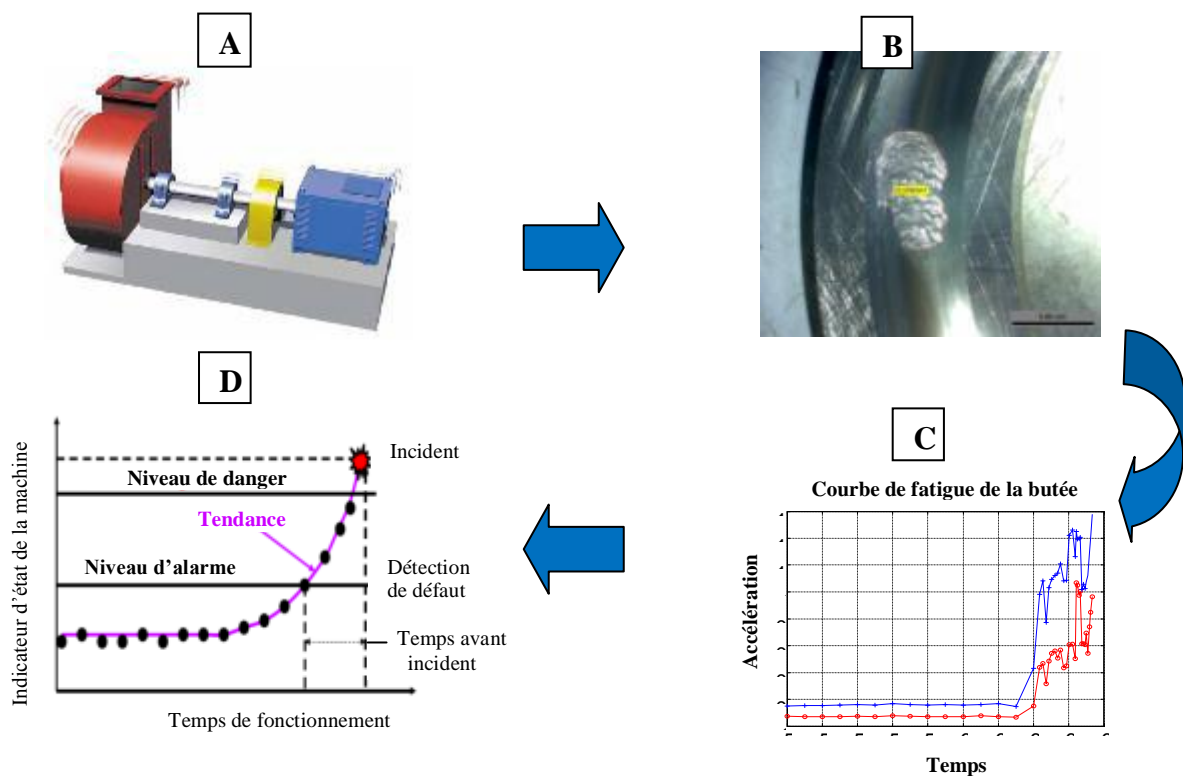 A
B
D
C
Indicateur d'état de la machine
Incident
Niveau de danger
Tendance
Niveau d'alarme
Détection
de défaut
Temps avant
incident
Temps de fonctionnement
Courbe de fatigue de la butée
Accélération
Temps